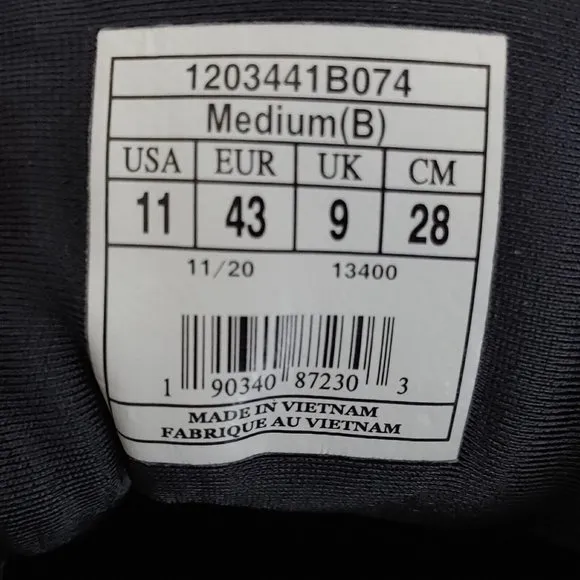 1203441B074
Medium(B)
USA EUR UK CM
11 43 9 28
11/20 13400
1 90340 87230 3
MADE IN VIETNAM
FABRIQUE AU VIETNAM